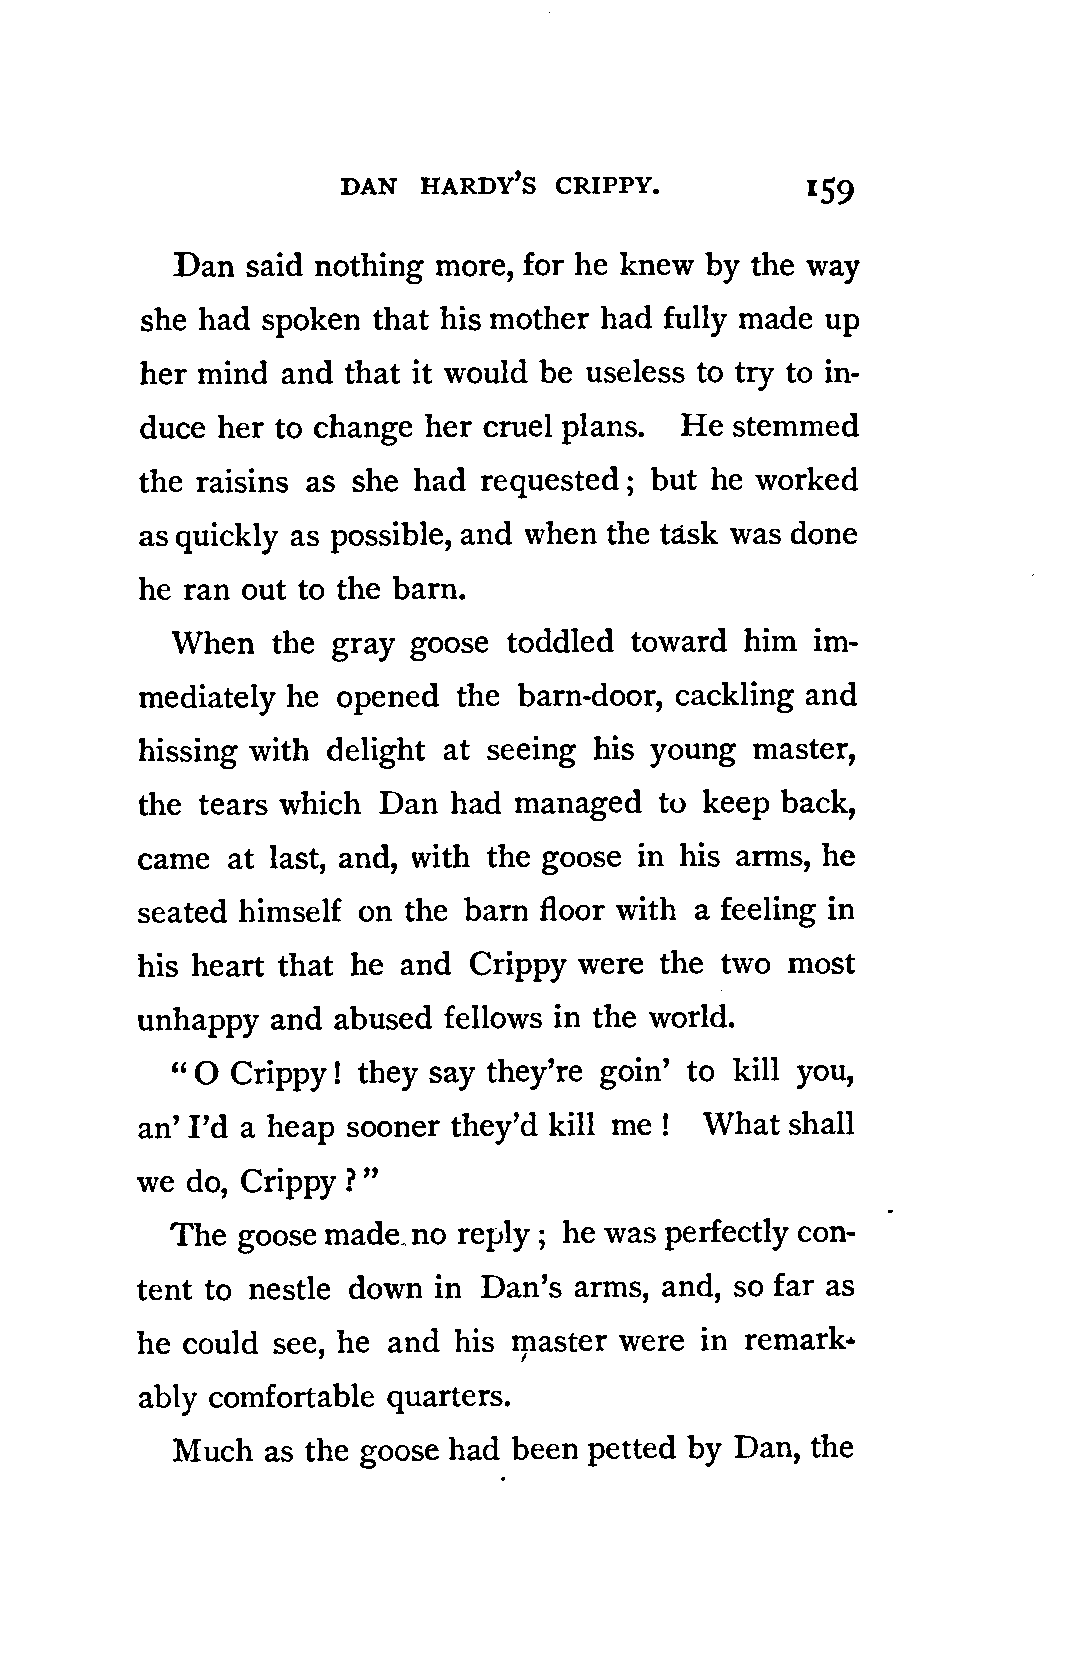 DAN HARDY'S CRIPPY. 159
Dan said nothing more, for he knew by the way
she had spoken that his mother had fully made up
her mind and that it would be useless to try to in-
duce her to change her cruel plans. He stemmed
the raisins as she had requested; but he worked
as quickly as possible, and when the task was done
he ran out to the barn.
When the gray goose toddled toward him im-
mediately he opened the barn-door, cackling and
hissing with delight at seeing his young master,
the tears which Dan had managed to keep back,
came at last, and, with the goose in his arms, he
seated himself on the barn floor with a feeling in
his heart that he and Crippy were the two most
unhappy and abused fellows in the world.
"O Crippy! they say they're goin' to kill you,
an' I'd a heap sooner they'd kill me! What shall
we do, Crippy?"
The goose made no reply; he was perfectly con-
tent to nestle down in Dan's arms, and, so far as
he could see, he and his master were in remark-
ably comfortable quarters.
Much as the goose had been petted by Dan, the